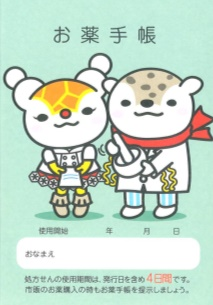 お薬手帳
使用開始　　　年　　月　　日
おなまえ
処方せんの使用期間は、発行日を含め4日間です。
市販のお薬購入の時もお薬手帳を提示しましょう。